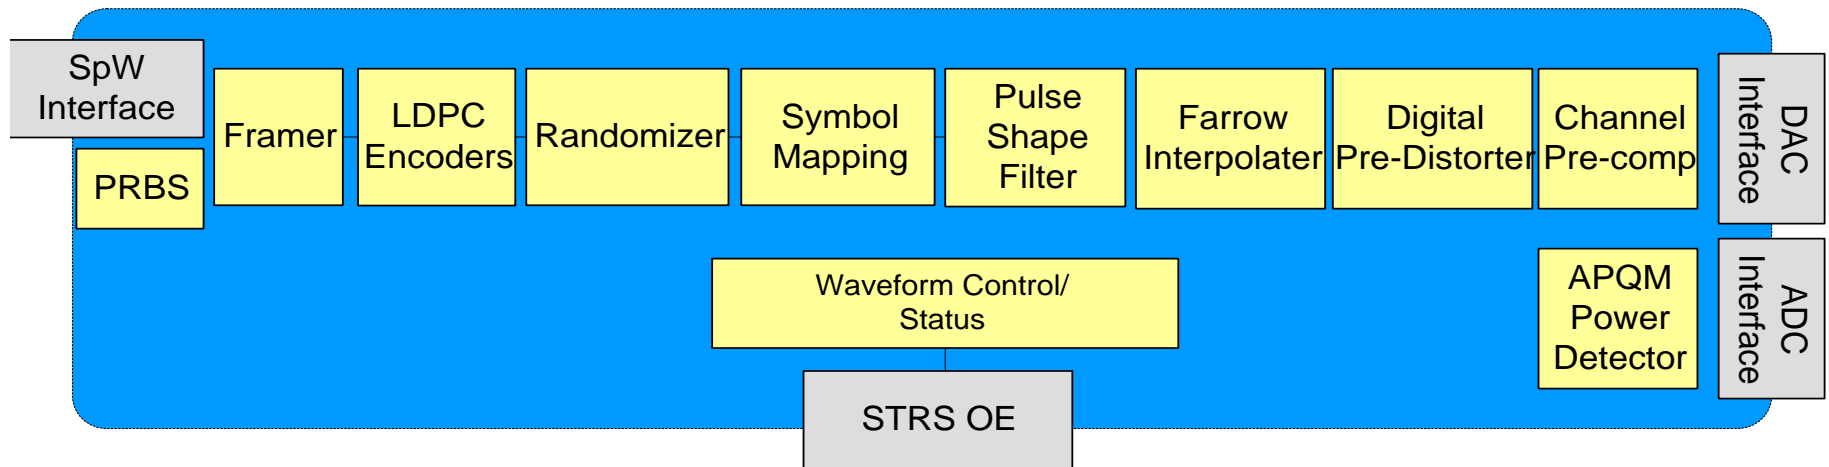 SpW
Interface
PRBS
Framer
LDPC
Encoders
Randomizer
Symbol
Mapping
Pulse
Shape
Filter
Farrow
Interpolater
Digital
Pre-Distorter
Channel
Pre-comp
DAC
Interface
Waveform Control/
Status
APQM
Power
Detector
ADC
Interface
STRS OE